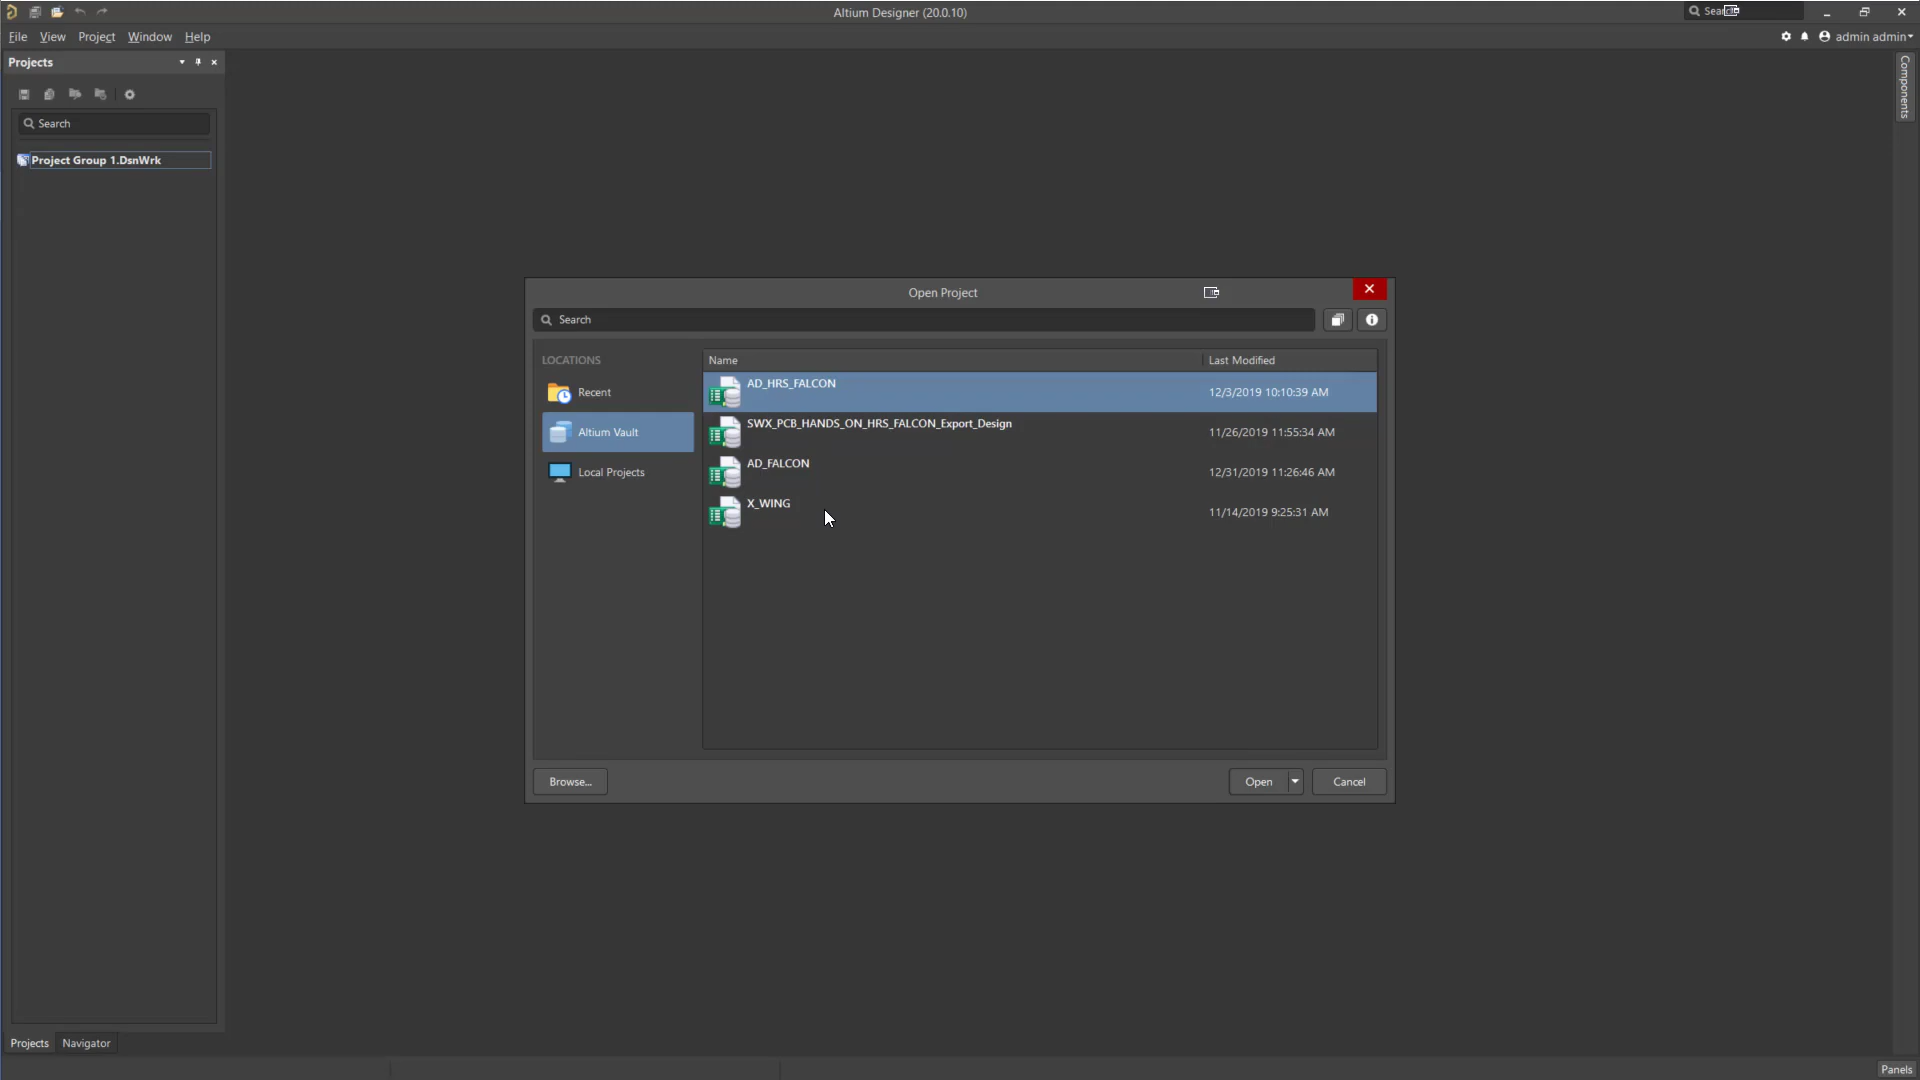 Altium Designer (20.0.10)
File View Project Window Help
admin admin
Projects
Search
Project Group 1.DsnWrk
Components
Open Project
Search
LOCATIONS
Recent
Altium Vault
Local Projects
Name Last Modified
AD_HRS_FALCON 12/3/2019 10:10:39 AM
SWX_PCB_HANDS_ON_HRS_FALCON_Export_Design 11/26/2019 11:55:34 AM
AD_FALCON 12/31/2019 11:26:46 AM
X_WING 11/14/2019 9:25:31 AM
Browse... Open Cancel
Projects Navigator
Panels